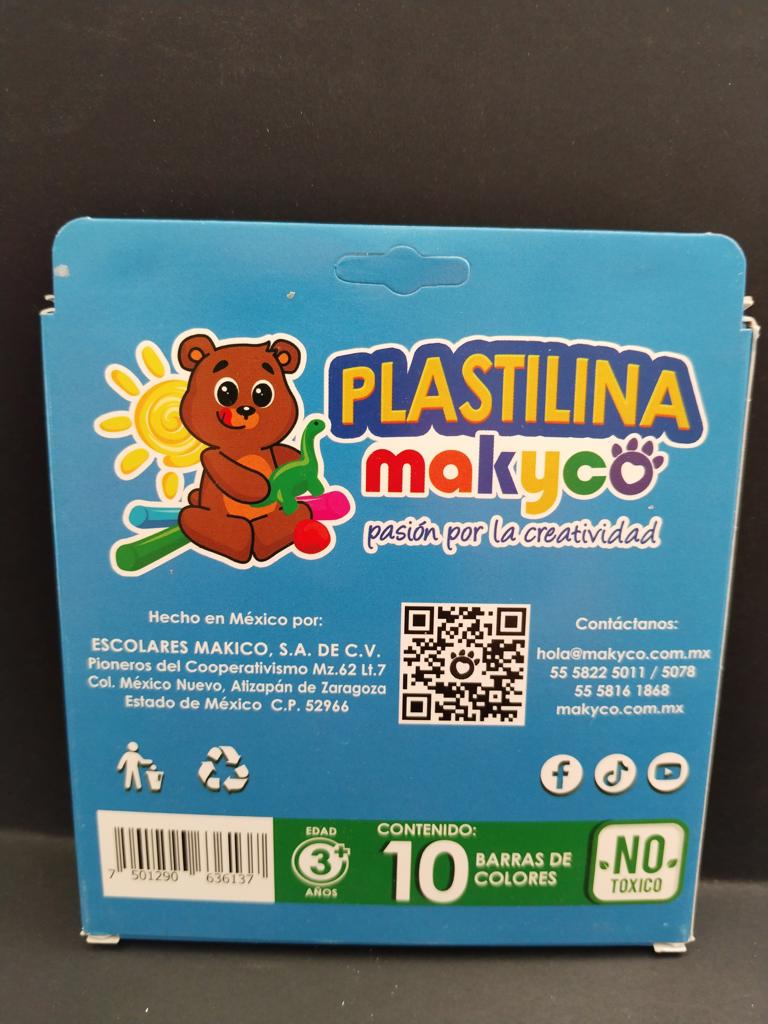 PLASTILINA
makyco
pasión por la creatividad
Hecho en México por:
ESCOLARES MAKICO, S.A. DE C.V.
Pioneros del Cooperativismo Mz.62 Lt.7
Col. México Nuevo, Atizapán de Zaragoza
Estado de México C.P. 52966
Contáctanos:
hola@makyco.com.mx
55 5822 5011 / 5078
55 5816 1868
makyco.com.mx
7 501290 636137
EDAD
3+
AÑOS
CONTENIDO:
10
BARRAS DE
COLORES
NO
TOXICO